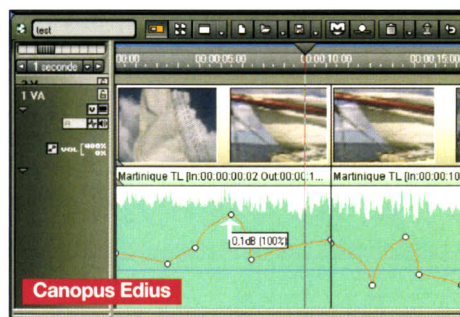 test
1 seconde
00:00
00:00:05:00
00:00:10:00
00:00:15:00
1 VA
VOL
Martinique TL [In:00:00:00:02 Out:00:00:1...
Martinique TL [In:00:00:10
0.1dB (100%)
Canopus Edius